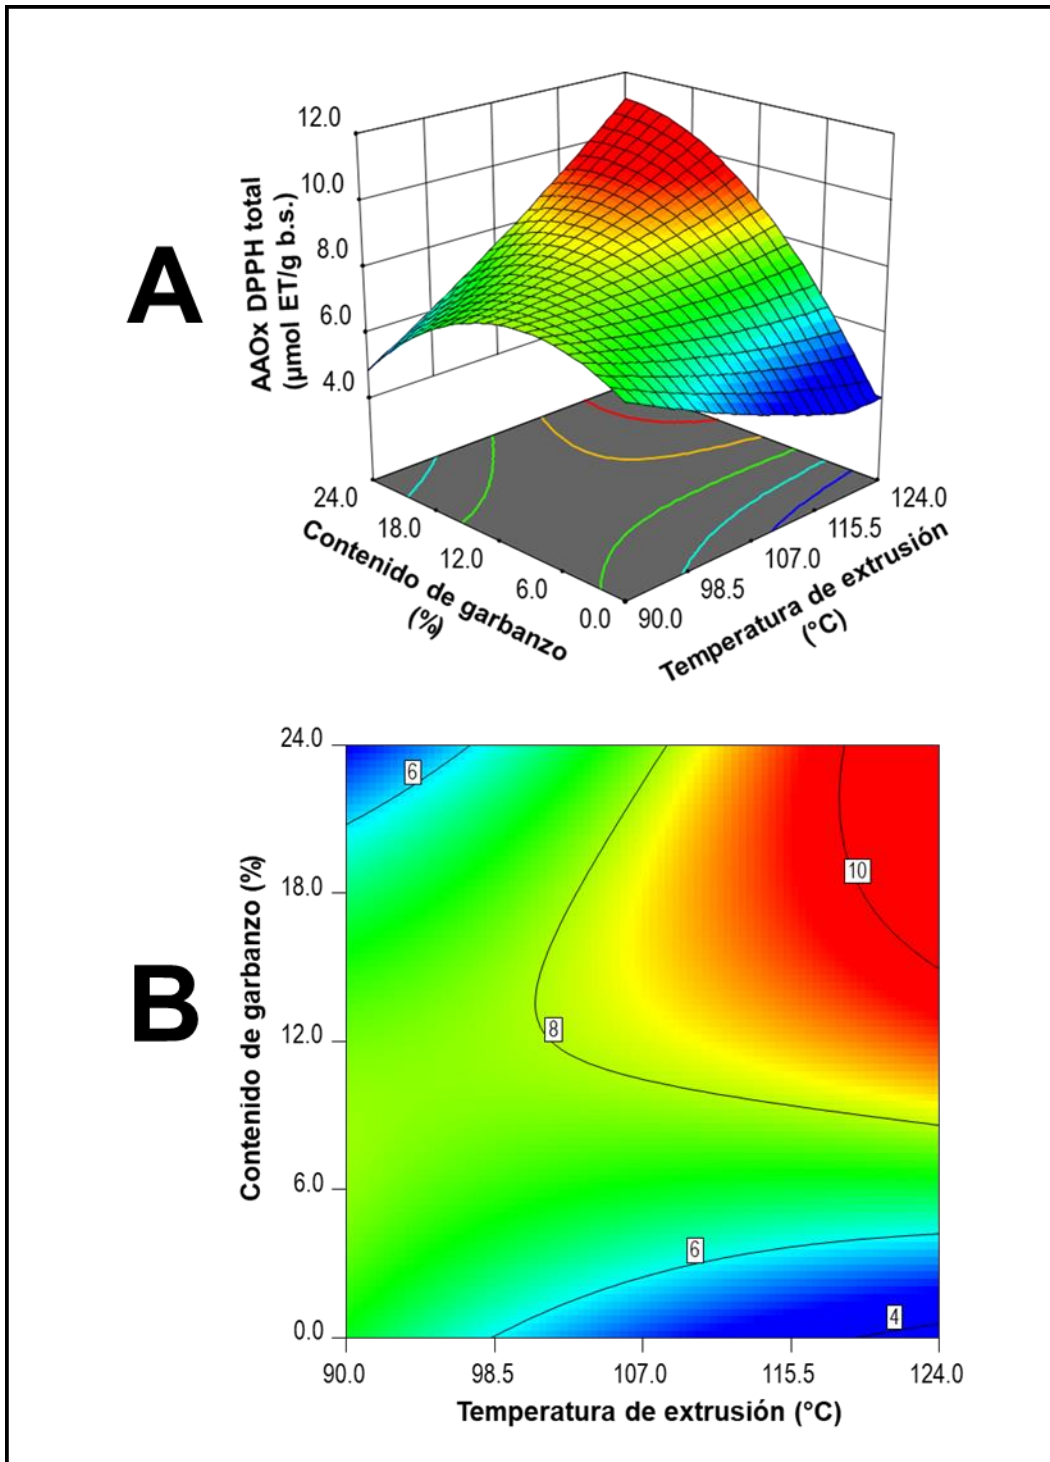 A
AAOx DPPH total
(µmol ET/g b.s.)
12.0
10.0
8.0
6.0
4.0
24.0
18.0
12.0
6.0
0.0
Contenido de garbanzo
(%)
90.0
98.5
107.0
115.5
124.0
Temperatura de extrusión
(°C)
B
Contenido de garbanzo (%)
24.0
18.0
12.0
6.0
0.0
6
10
8
6
4
90.0 98.5 107.0 115.5 124.0
Temperatura de extrusión (°C)